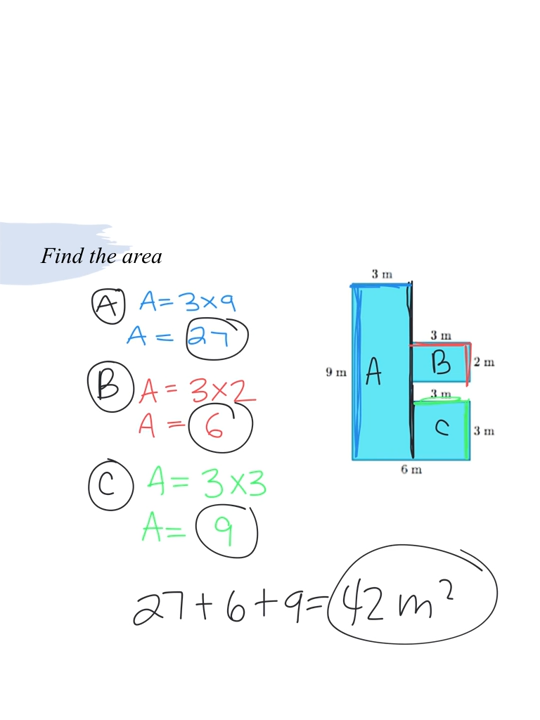 Find the area
A A = 3×9
A = 27
B A = 3×2
A = 6
C A = 3×3
A = 9
27 + 6 + 9 = 42 m²
3 m
9 m
A
3 m
B
2 m
3 m
C
3 m
6 m